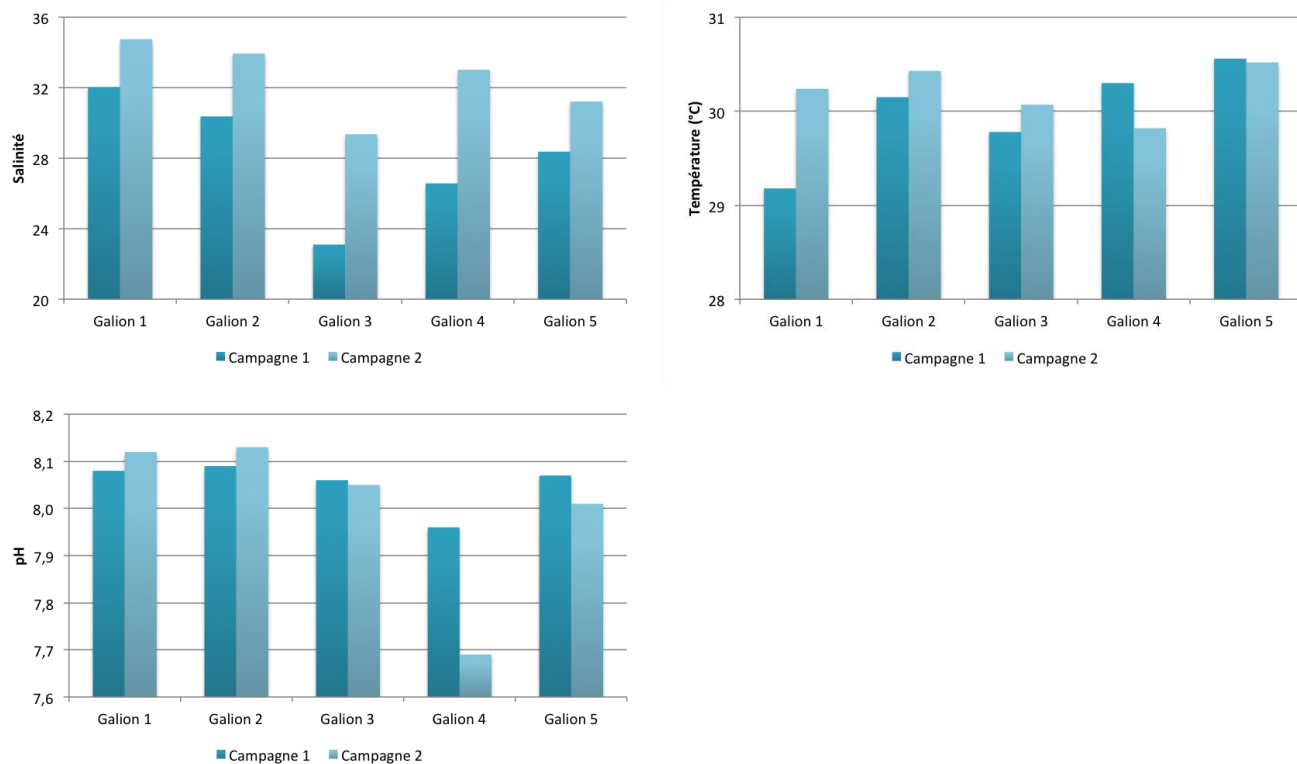 Salinité
36
32
28
24
20
Galion 1 Galion 2 Galion 3 Galion 4 Galion 5
Campagne 1 Campagne 2
Température (°C)
31
30
29
28
Galion 1 Galion 2 Galion 3 Galion 4 Galion 5
Campagne 1 Campagne 2
pH
8,2
8,1
8,0
7,9
7,8
7,7
7,6
Galion 1 Galion 2 Galion 3 Galion 4 Galion 5
Campagne 1 Campagne 2